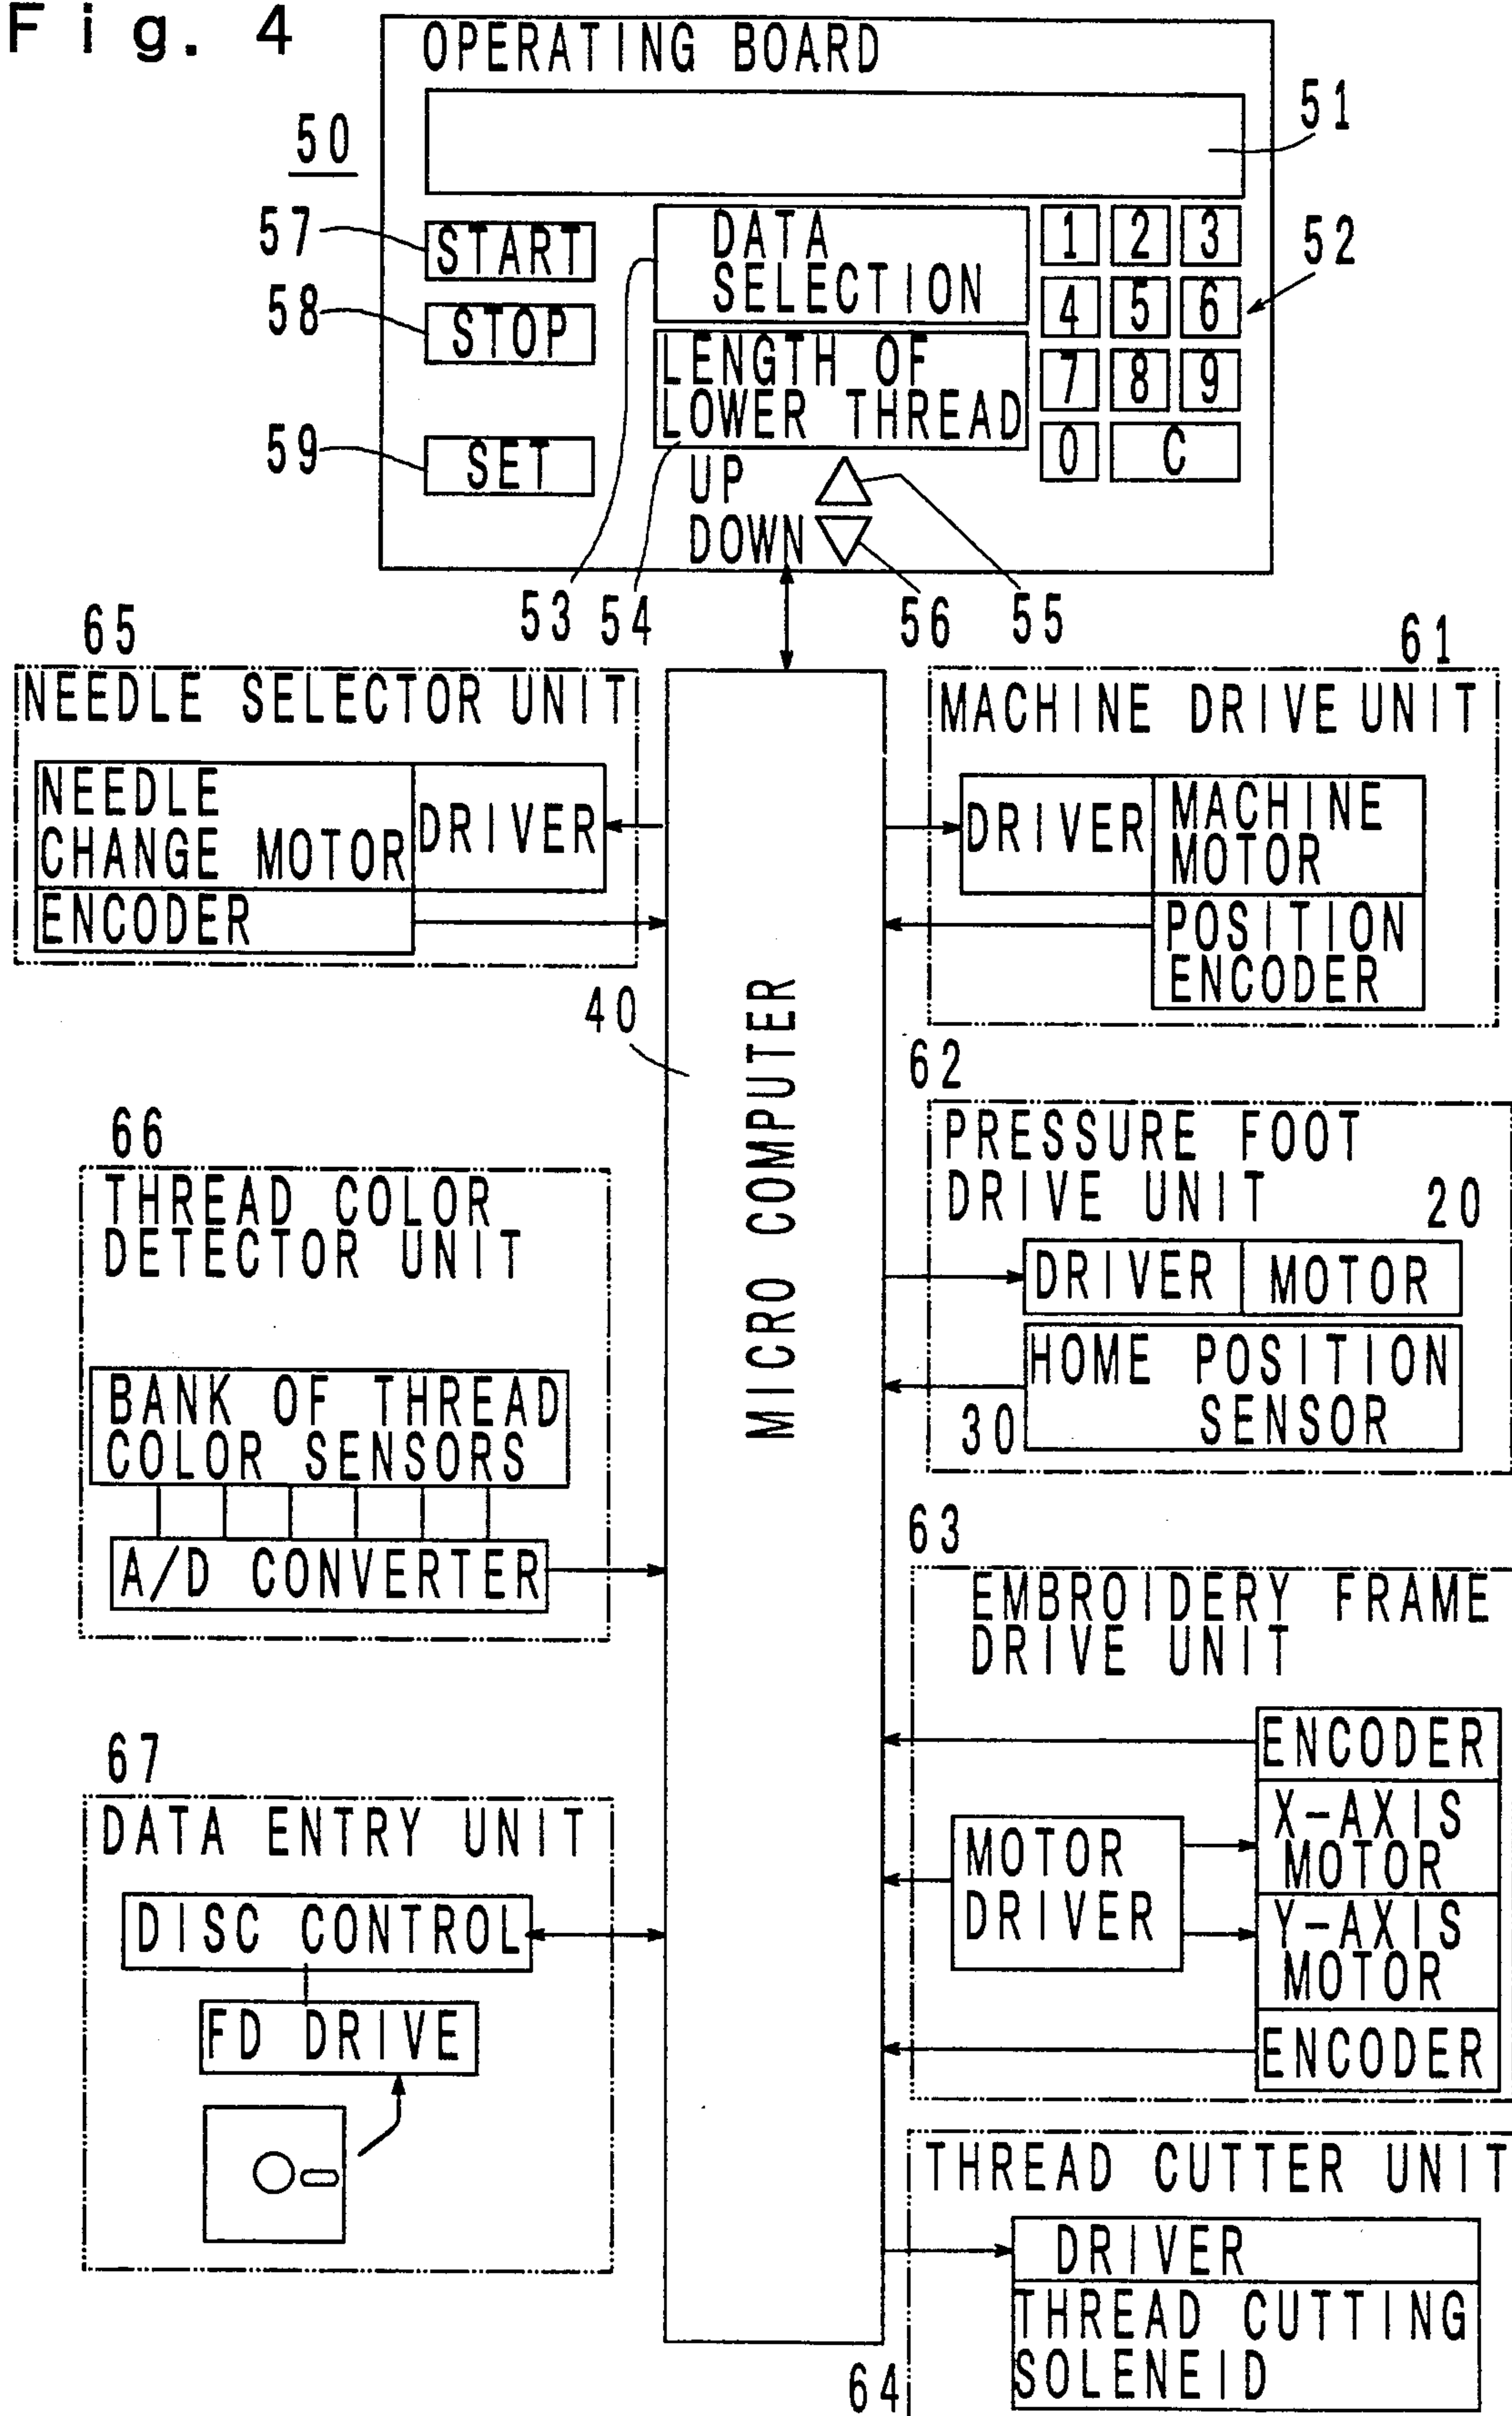 Fig. 4
OPERATING BOARD
51
50
57
START
DATA
SELECTION
1 2 3
52
58
STOP
4 5 6
LENGTH OF
LOWER THREAD
7 8 9
59
SET
0 C
UP
DOWN
53 54
56 55
65
NEEDLE SELECTOR UNIT
NEEDLE
CHANGE MOTOR
DRIVER
ENCODER
61
MACHINE DRIVE UNIT
DRIVER
MACHINE
MOTOR
POSITION
ENCODER
40
MICRO COMPUTER
62
PRESSURE FOOT
DRIVE UNIT
20
DRIVER MOTOR
HOME POSITION
SENSOR
30
66
THREAD COLOR
DETECTOR UNIT
BANK OF THREAD
COLOR SENSORS
A/D CONVERTER
63
EMBROIDERY FRAME
DRIVE UNIT
ENCODER
X-AXIS
MOTOR
MOTOR
DRIVER
Y-AXIS
MOTOR
ENCODER
67
DATA ENTRY UNIT
DISC CONTROL
FD DRIVE
THREAD CUTTER UNIT
DRIVER
THREAD CUTTING
SOLENEID
64